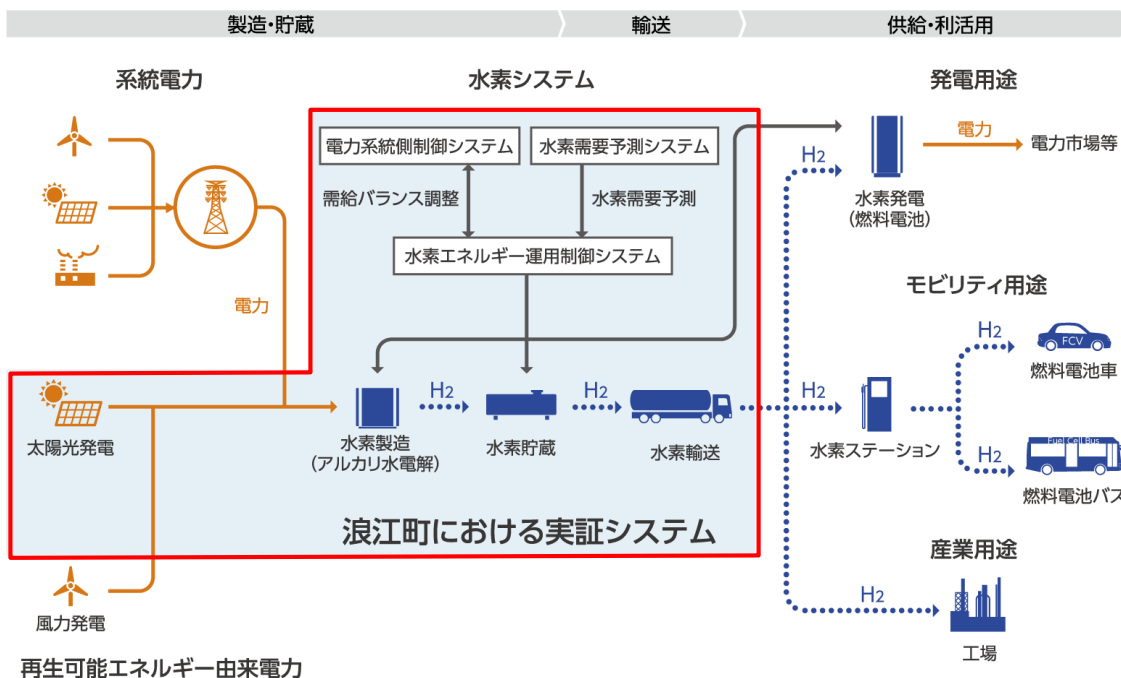 製造・貯蔵
輸送
供給・利活用
系統電力
水素システム
発電用途
電力系統側制御システム
水素需要予測システム
電力
電力市場等
H2
需給バランス調整
水素需要予測
水素発電
(燃料電池)
水素エネルギー運用制御システム
モビリティ用途
電力
H2
FCV
燃料電池車
H2
H2
H2
太陽光発電
水素製造
(アルカリ水電解)
水素貯蔵
水素輸送
水素ステーション
H2
Fuel Cell Bus
燃料電池バス
浪江町における実証システム
産業用途
風力発電
H2
工場
再生可能エネルギー由来電力